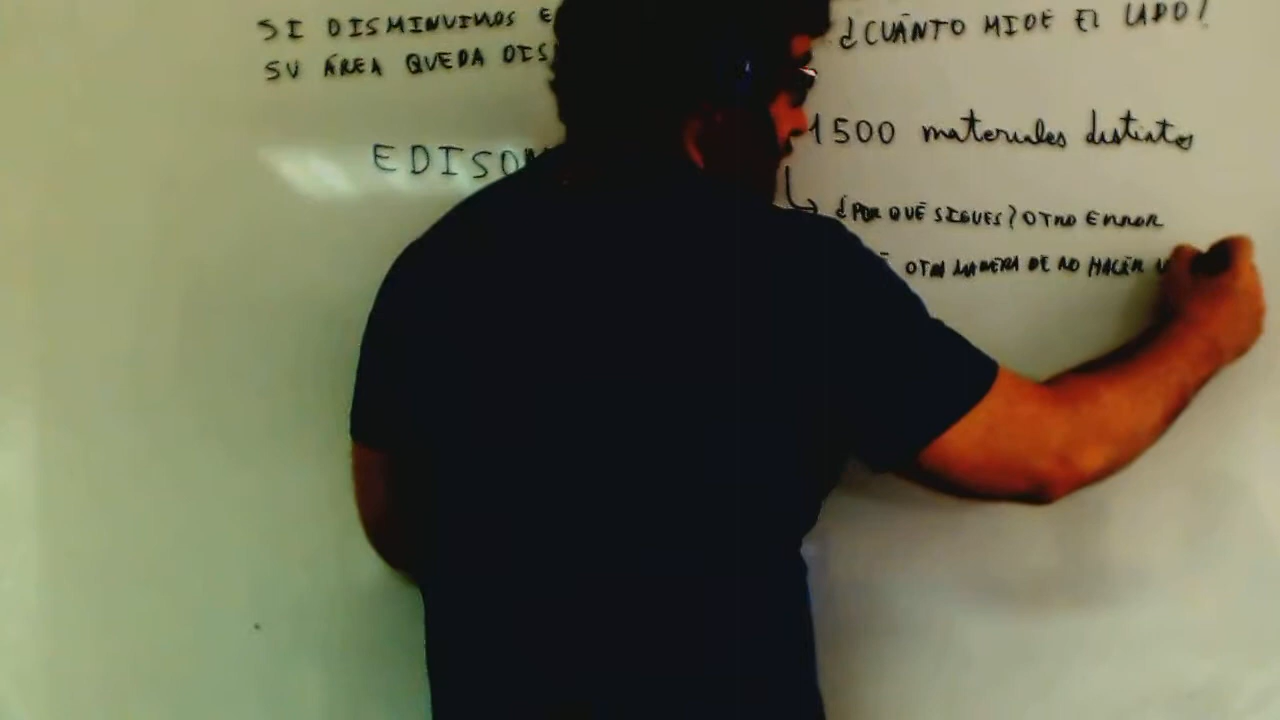 SI DISMINUIMOS E
¿CUÁNTO MIDE EL LADO?
SU ÁREA QUEDA DIS
EDISON
1500 materiales distintos
¿POR QUÉ SIGUES? OTRO ERROR
OTRA MANERA DE NO HACER